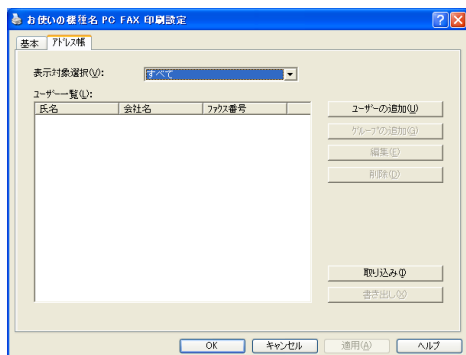 お使いの機種名 PC FAX 印刷設定
基本 アドレス帳
表示対象選択(V): すべて
ユーザー一覧(L):
氏名 会社名 ファクス番号
ユーザーの追加(U)
グループの追加(G)
編集(E)
削除(D)
取り込み(I)
書き出し(X)
OK キャンセル 適用(A) ヘルプ